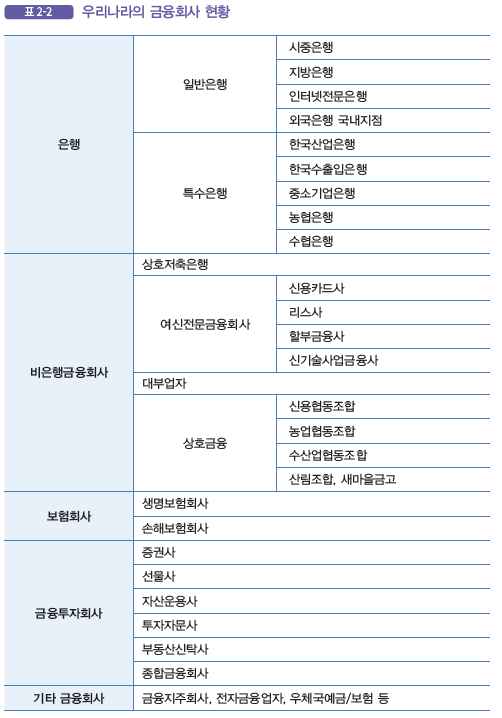 표 2-2 우리나라의 금융회사 현황
은행
일반은행
시중은행
지방은행
인터넷전문은행
외국은행 국내지점
특수은행
한국산업은행
한국수출입은행
중소기업은행
농협은행
수협은행
비은행금융회사
상호저축은행
여신전문금융회사
신용카드사
리스사
할부금융사
신기술사업금융사
대부업자
상호금융
신용협동조합
농업협동조합
수산업협동조합
산림조합, 새마을금고
보험회사
생명보험회사
손해보험회사
금융투자회사
증권사
선물사
자산운용사
투자자문사
부동산신탁사
종합금융회사
기타 금융회사
금융지주회사, 전자금융업자, 우체국예금/보험 등